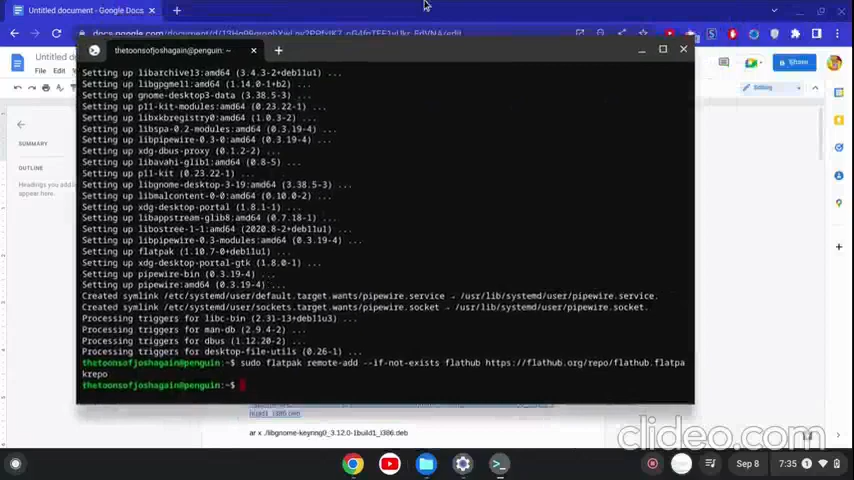 Untitled document - Google Docs
thetoonsofjoshagain@penguin: ~
Untitled d
File Edit
Share
Editing
SUMMARY
OUTLINE
Headings you add
Setting up libarchive13:amd64 (3.4.3-2+deb11u1) ...
Setting up libgpgme11:amd64 (1.14.0-1+b2) ...
Setting up gnome-desktop3-data (3.38.5-3) ...
Setting up p11-kit-modules:amd64 (0.23.22-1) ...
Setting up libxkbregistry0:amd64 (1.0.3-2) ...
Setting up libspa-0.2-modules:amd64 (0.3.19-4) ...
Setting up libpipewire-0.3-0:amd64 (0.3.19-4) ...
Setting up xdg-dbus-proxy (0.1.2-2) ...
Setting up libavahi-glib1:amd64 (0.8-5) ...
Setting up p11-kit (0.23.22-1) ...
Setting up libgnome-desktop-3-19:amd64 (3.38.5-3) ...
Setting up libmalcontent-0-0:amd64 (0.10.0-2) ...
Setting up xdg-desktop-portal (1.8.1-1) ...
Setting up libappstream-glib8:amd64 (0.7.18-1) ...
Setting up libostree-1-1:amd64 (2020.8-2+deb11u1) ...
Setting up libpipewire-0.3-modules:amd64 (0.3.19-4) ...
Setting up flatpak (1.10.7-0+deb11u1) ...
Setting up xdg-desktop-portal-gtk (1.8.0-1) ...
Setting up pipewire-bin (0.3.19-4) ...
Setting up pipewire:amd64 (0.3.19-4) ...
Created symlink /etc/systemd/user/default.target.wants/pipewire.service → /usr/lib/systemd/user/pipewire.service.
Created symlink /etc/systemd/user/sockets.target.wants/pipewire.socket → /usr/lib/systemd/user/pipewire.socket.
Processing triggers for libc-bin (2.31-13+deb11u3) ...
Processing triggers for man-db (2.9.4-2) ...
Processing triggers for dbus (1.12.20-2) ...
Processing triggers for desktop-file-utils (0.26-1) ...
thetoonsofjoshagain@penguin:~$ sudo flatpak remote-add --if-not-exists flathub https://flathub.org/repo/flathub.flatpa
krepo
thetoonsofjoshagain@penguin:~$
build1_i386.deb
ar x ./libgnome-keyring0_3.12.0-1build1_i386.deb
clideo.com
Sep 8
7:35